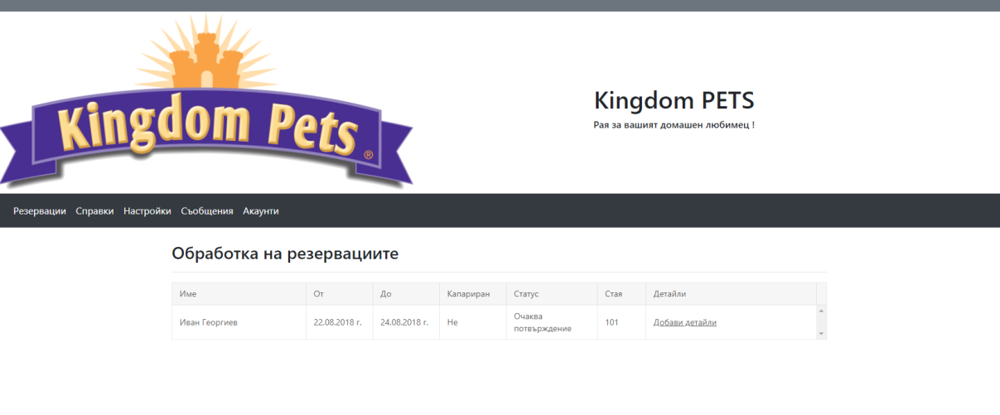 Kingdom Pets ®
Kingdom PETS
Рая за вашият домашен любимец !
Резервации Справки Настройки Съобщения Акаунти
Обработка на резервациите
Име От До Капариран Статус Стая Детайли
Иван Георгиев 22.08.2018 г. 24.08.2018 г. Не Очаква потвърждение 101 Добави детайли